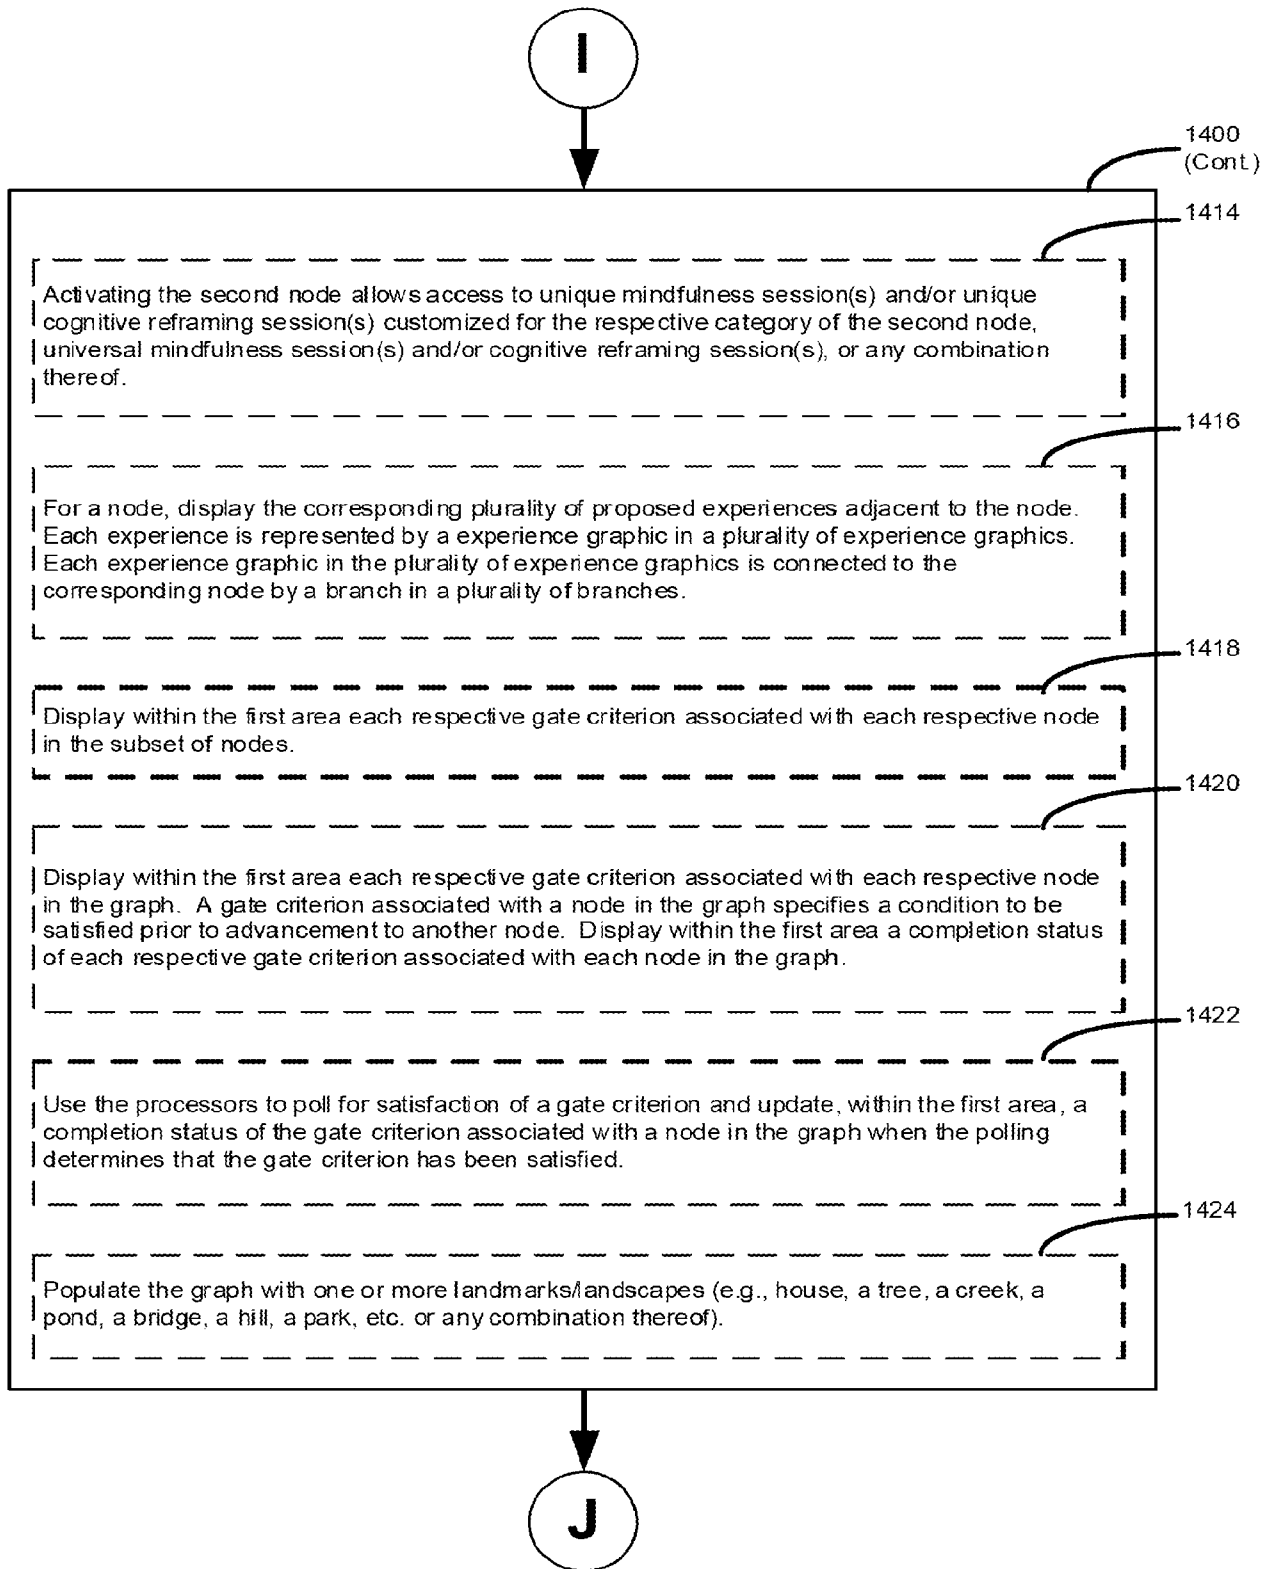 I
1400
(Cont.)
1414
Activating the second node allows access to unique mindfulness session(s) and/or unique
cognitive reframing session(s) customized for the respective category of the second node,
universal mindfulness session(s) and/or cognitive reframing session(s), or any combination
thereof.
1416
For a node, display the corresponding plurality of proposed experiences adjacent to the node.
Each experience is represented by a experience graphic in a plurality of experience graphics.
Each experience graphic in the plurality of experience graphics is connected to the
corresponding node by a branch in a plurality of branches.
1418
Display within the first area each respective gate criterion associated with each respective node
in the subset of nodes.
1420
Display within the first area each respective gate criterion associated with each respective node
in the graph. A gate criterion associated with a node in the graph specifies a condition to be
satisfied prior to advancement to another node. Display within the first area a completion status
of each respective gate criterion associated with each node in the graph.
1422
Use the processors to poll for satisfaction of a gate criterion and update, within the first area, a
completion status of the gate criterion associated with a node in the graph when the polling
determines that the gate criterion has been satisfied.
1424
Populate the graph with one or more landmarks/landscapes (e.g., house, a tree, a creek, a
pond, a bridge, a hill, a park, etc. or any combination thereof).
J